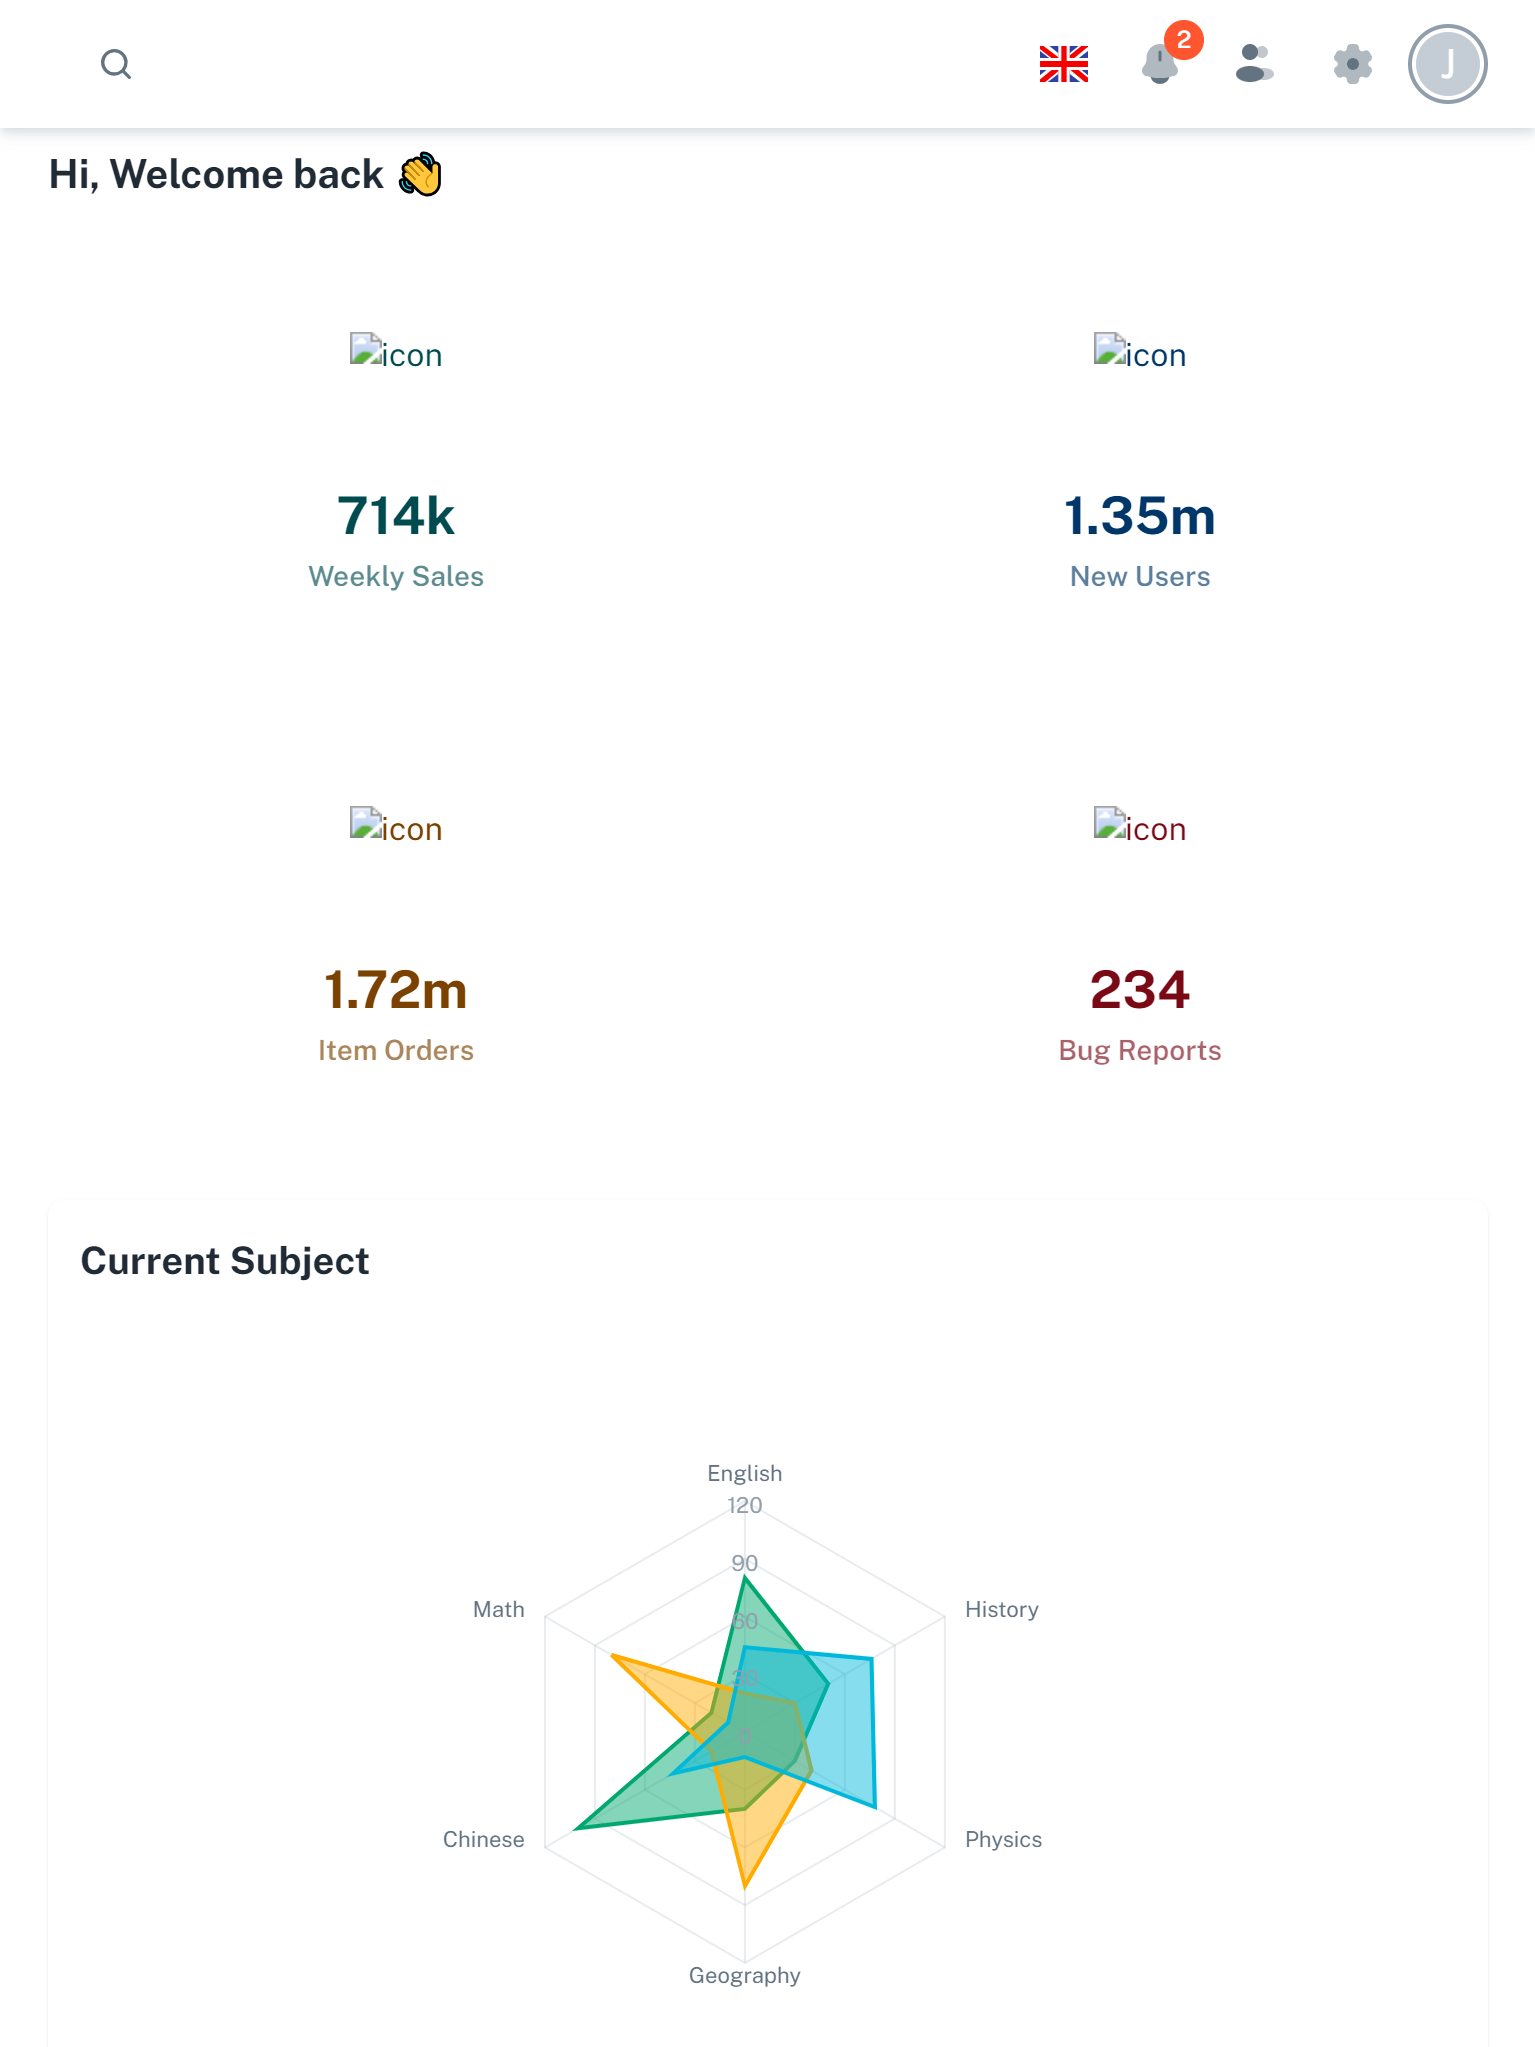 2
J
Hi, Welcome back 👋
icon
icon
714k
1.35m
Weekly Sales
New Users
icon
icon
1.72m
234
Item Orders
Bug Reports
Current Subject
English
120
90
Math
History
60
30
0
Chinese
Physics
Geography